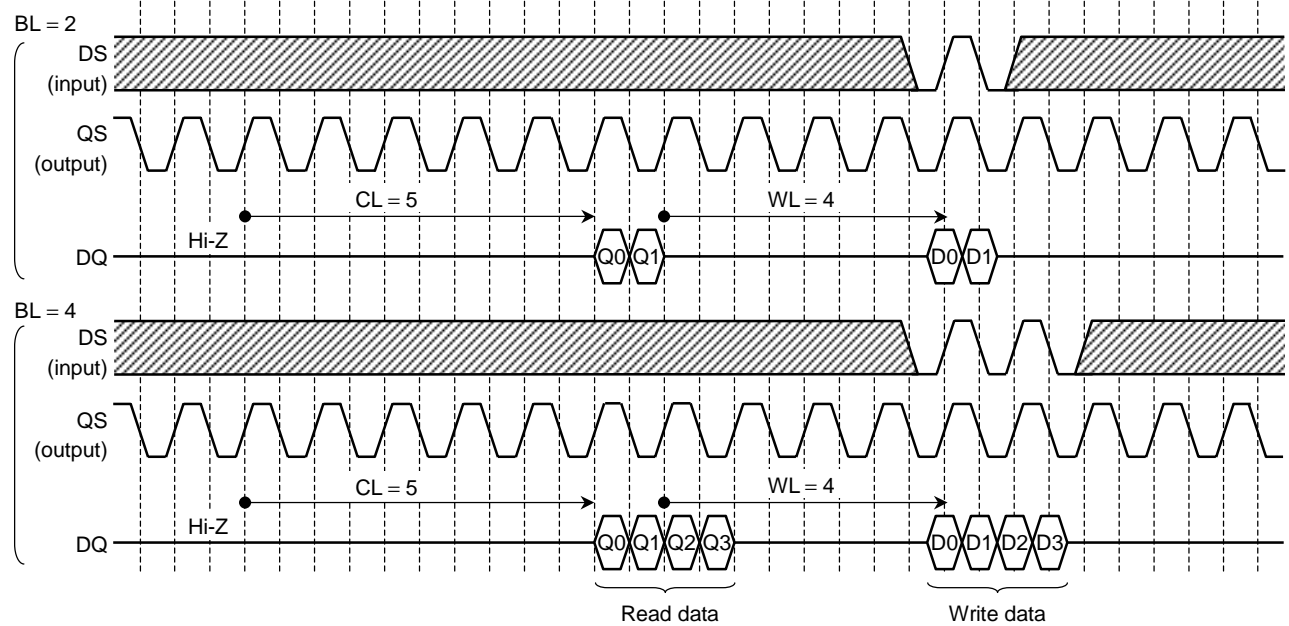 BL = 2
DS
(input)
QS
(output)
CL = 5 WL = 4
Hi-Z
DQ Q0 Q1 D0 D1
BL = 4
DS
(input)
QS
(output)
CL = 5 WL = 4
Hi-Z
DQ Q0 Q1 Q2 Q3 D0 D1 D2 D3
Read data Write data